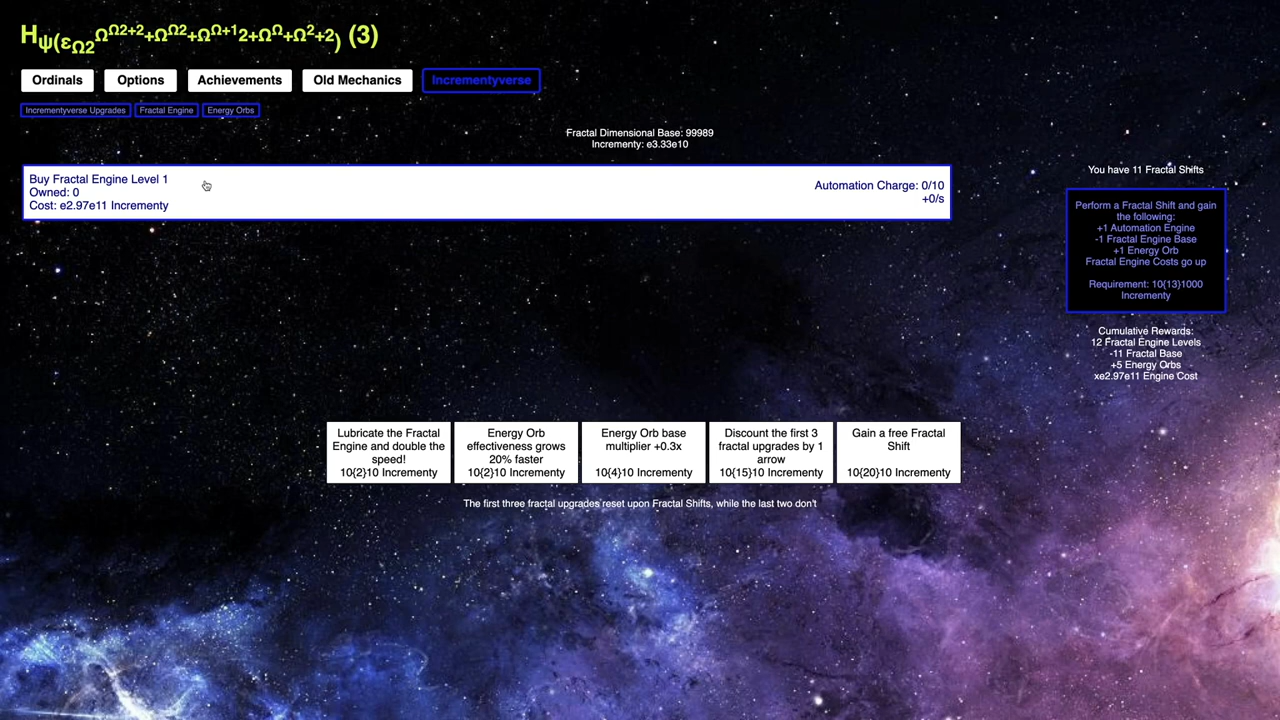 H_ψ(ε_Ω2^Ω^Ω2+2+Ω^Ω2+Ω^Ω+12+Ω^Ω+Ω^2+2) (3)
Ordinals Options Achievements Old Mechanics Incrementyverse
Incrementyverse Upgrades Fractal Engine Energy Orbs
Fractal Dimensional Base: 99989
Incrementy: e3.33e10
Buy Fractal Engine Level 1
Owned: 0
Cost: e2.97e11 Incrementy
Automation Charge: 0/10
+0/s
You have 11 Fractal Shifts
Perform a Fractal Shift and gain
the following:
+1 Automation Engine
-1 Fractal Engine Base
+1 Energy Orb
Fractal Engine Costs go up
Requirement: 10{13}1000
Incrementy
Cumulative Rewards:
12 Fractal Engine Levels
-11 Fractal Base
+5 Energy Orbs
xe2.97e11 Engine Cost
Lubricate the Fractal
Engine and double the
speed!
10{2}10 Incrementy
Energy Orb
effectiveness grows
20% faster
10{2}10 Incrementy
Energy Orb base
multiplier +0.3x
10{4}10 Incrementy
Discount the first 3
fractal upgrades by 1
arrow
10{15}10 Incrementy
Gain a free Fractal
Shift
10{20}10 Incrementy
The first three fractal upgrades reset upon Fractal Shifts, while the last two don't